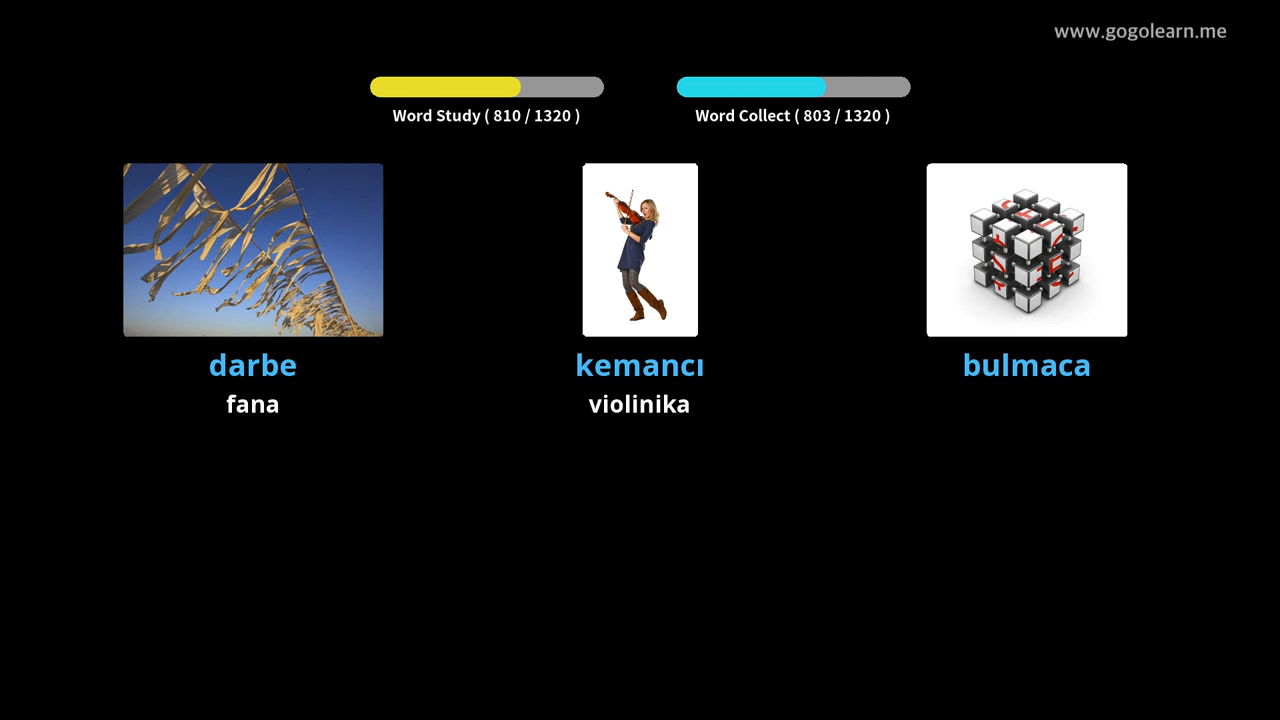 www.gogolearn.me
Word Study ( 810 / 1320 )
Word Collect ( 803 / 1320 )
darbe
fana
kemancı
violinika
bulmaca